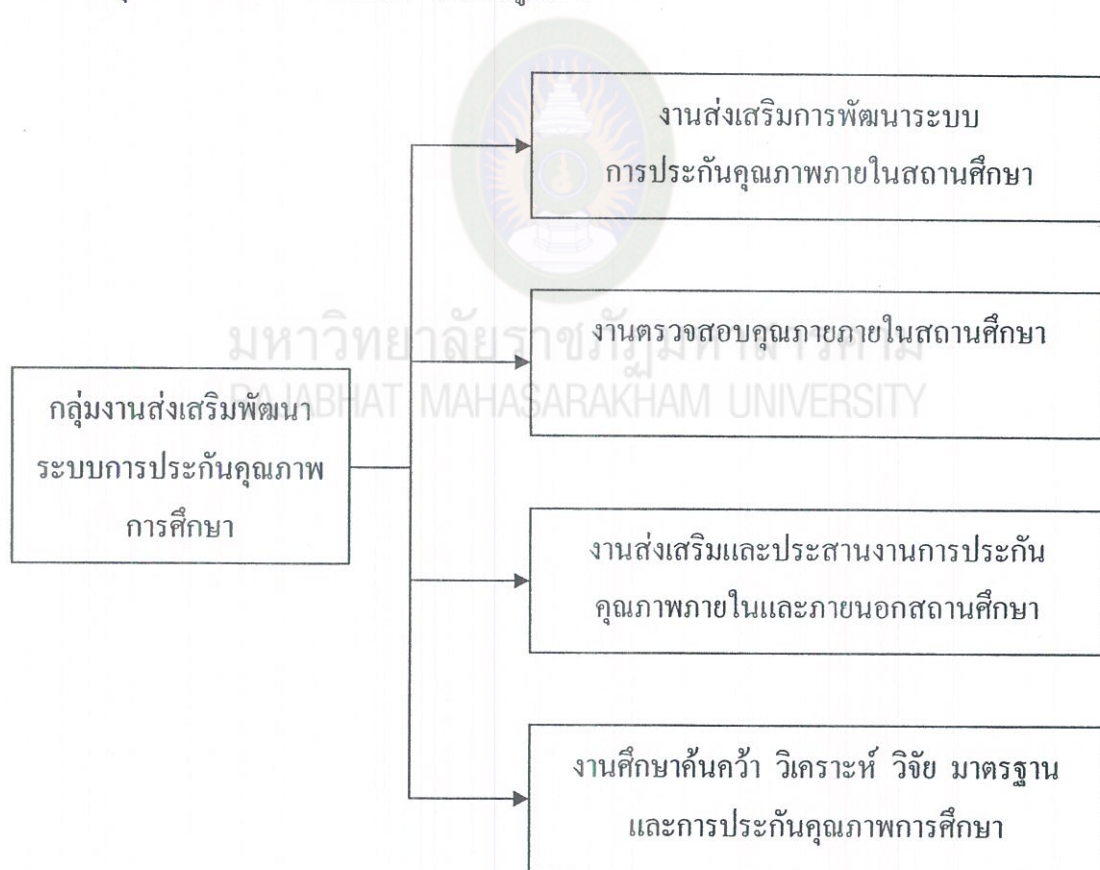 งานส่งเสริมการพัฒนาระบบ
การประกันคุณภาพภายในสถานศึกษา
งานตรวจสอบคุณภายภายในสถานศึกษา
มหาวิทยาลัยราชภัฏมหาสารคาม
RAJABHAT MAHASARAKHAM UNIVERSITY
กลุ่มงานส่งเสริมพัฒนา
ระบบการประกันคุณภาพ
การศึกษา
งานส่งเสริมและประสานงานการประกัน
คุณภาพภายในและภายนอกสถานศึกษา
งานศึกษาค้นคว้า วิเคราะห์ วิจัย มาตรฐาน
และการประกันคุณภาพการศึกษา